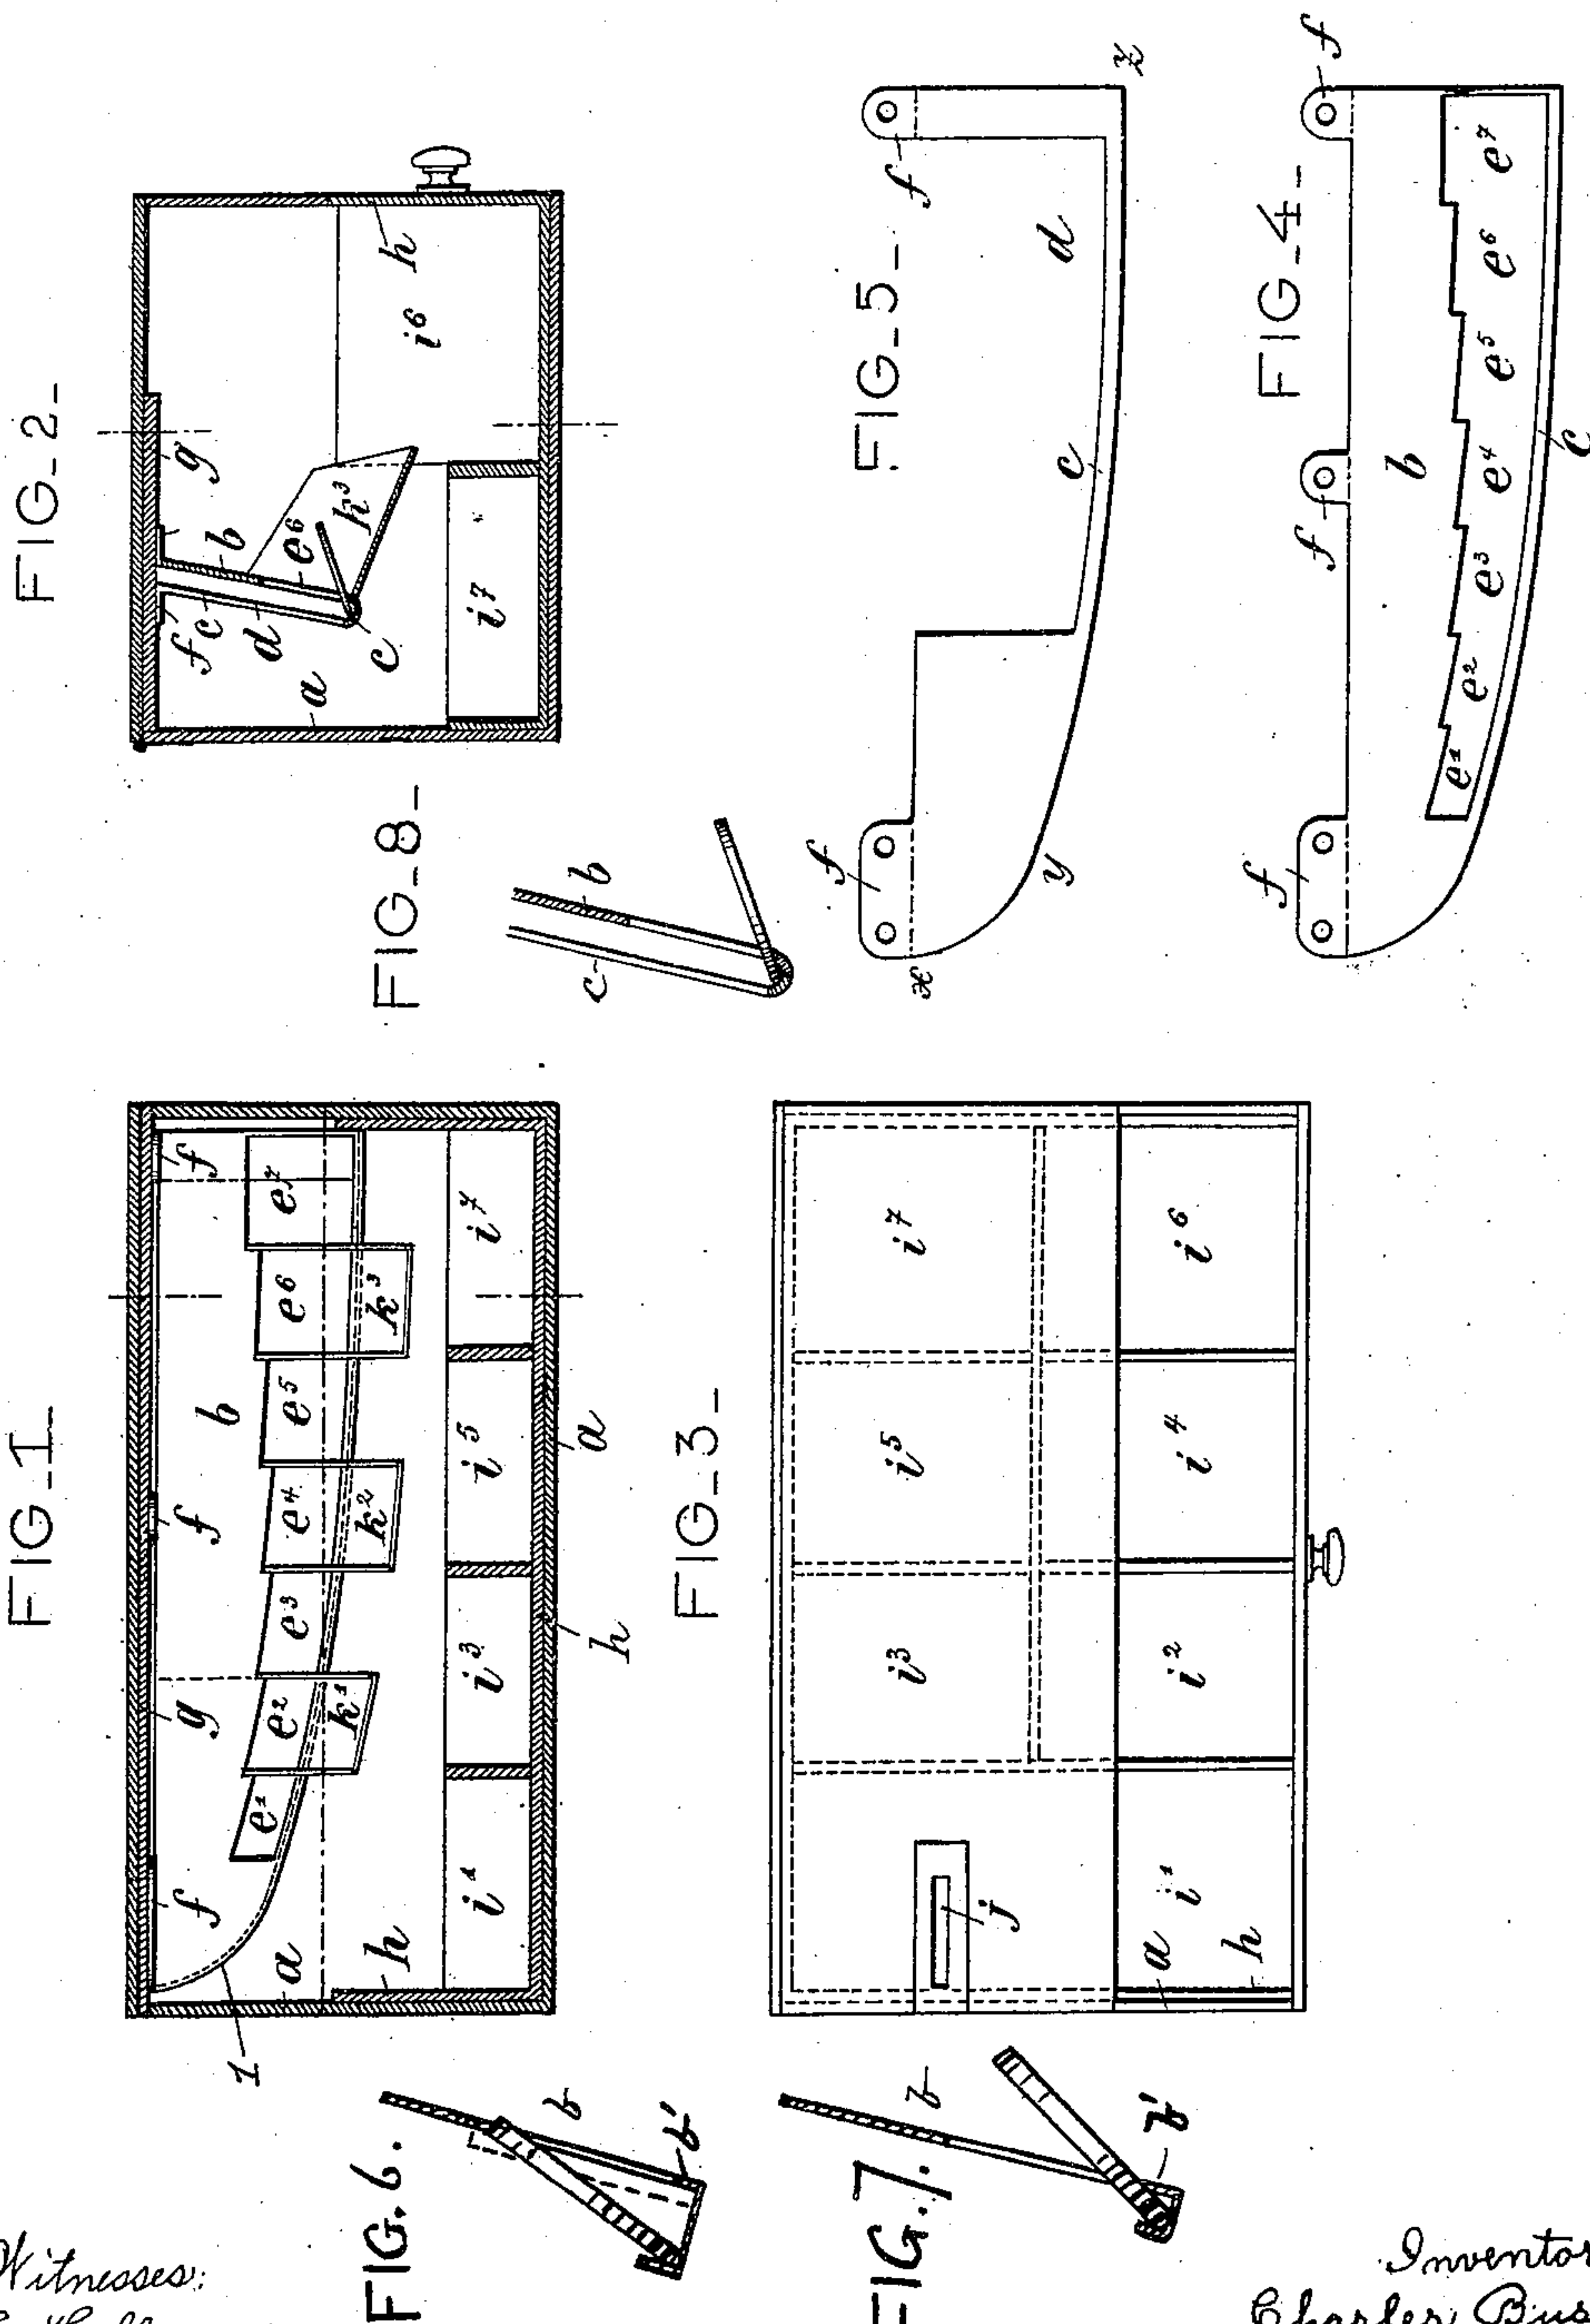 FIG_1_
f g f b f
e¹ e² e³ e⁴ e⁵ e⁶ e⁷
k¹ k² k³
1 a h
i¹ i³ i⁵ i⁷
h a
FIG_2_
g
f c d b e⁶ k³
a c h
i⁷ i⁶
FIG_3_
i³ i⁵ i⁷
j
a i¹ i² i⁴ i⁶
h
FIG_8_
c b
FIG_5_
f f
x y c d z
FIG_4_
f f f
b
e¹ e² e³ e⁴ e⁵ e⁶ e⁷
c
FIG. 6.
b
b'
FIG. 7.
b
b'
Witnesses:
Inventor
Charles